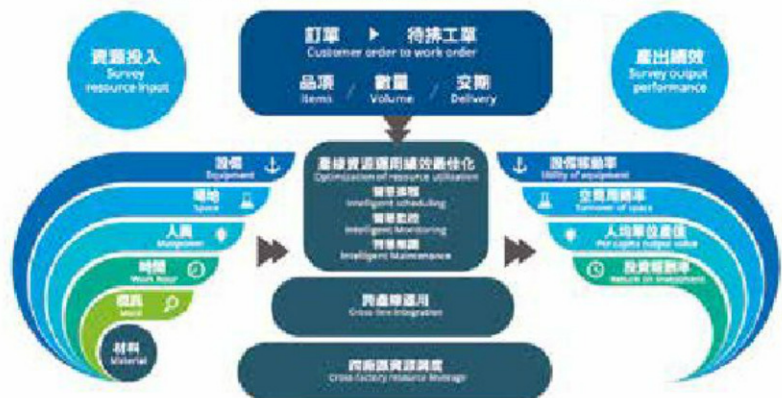 資源投入
Survey
resource input
訂單 ▶ 待排工單
Customer order to work order
品項 / 數量 / 交期
Items / Volume / Delivery
產出績效
Survey output
performance
設備
Equipment
場地
Space
人員
Manpower
時間
Work hour
模具
Mold
材料
Material
產線資源運用績效最佳化
Optimization of resource utilization
智慧排程
Intelligent scheduling
智慧監控
Intelligent Monitoring
智慧維護
Intelligent Maintenance
跨產線運用
Cross-line integration
跨廠區資源調度
Cross-factory resource leverage
設備稼動率
Utility of equipment
空間周轉率
Turnover of space
人均單位產值
Per capita output value
投資報酬率
Return on investment